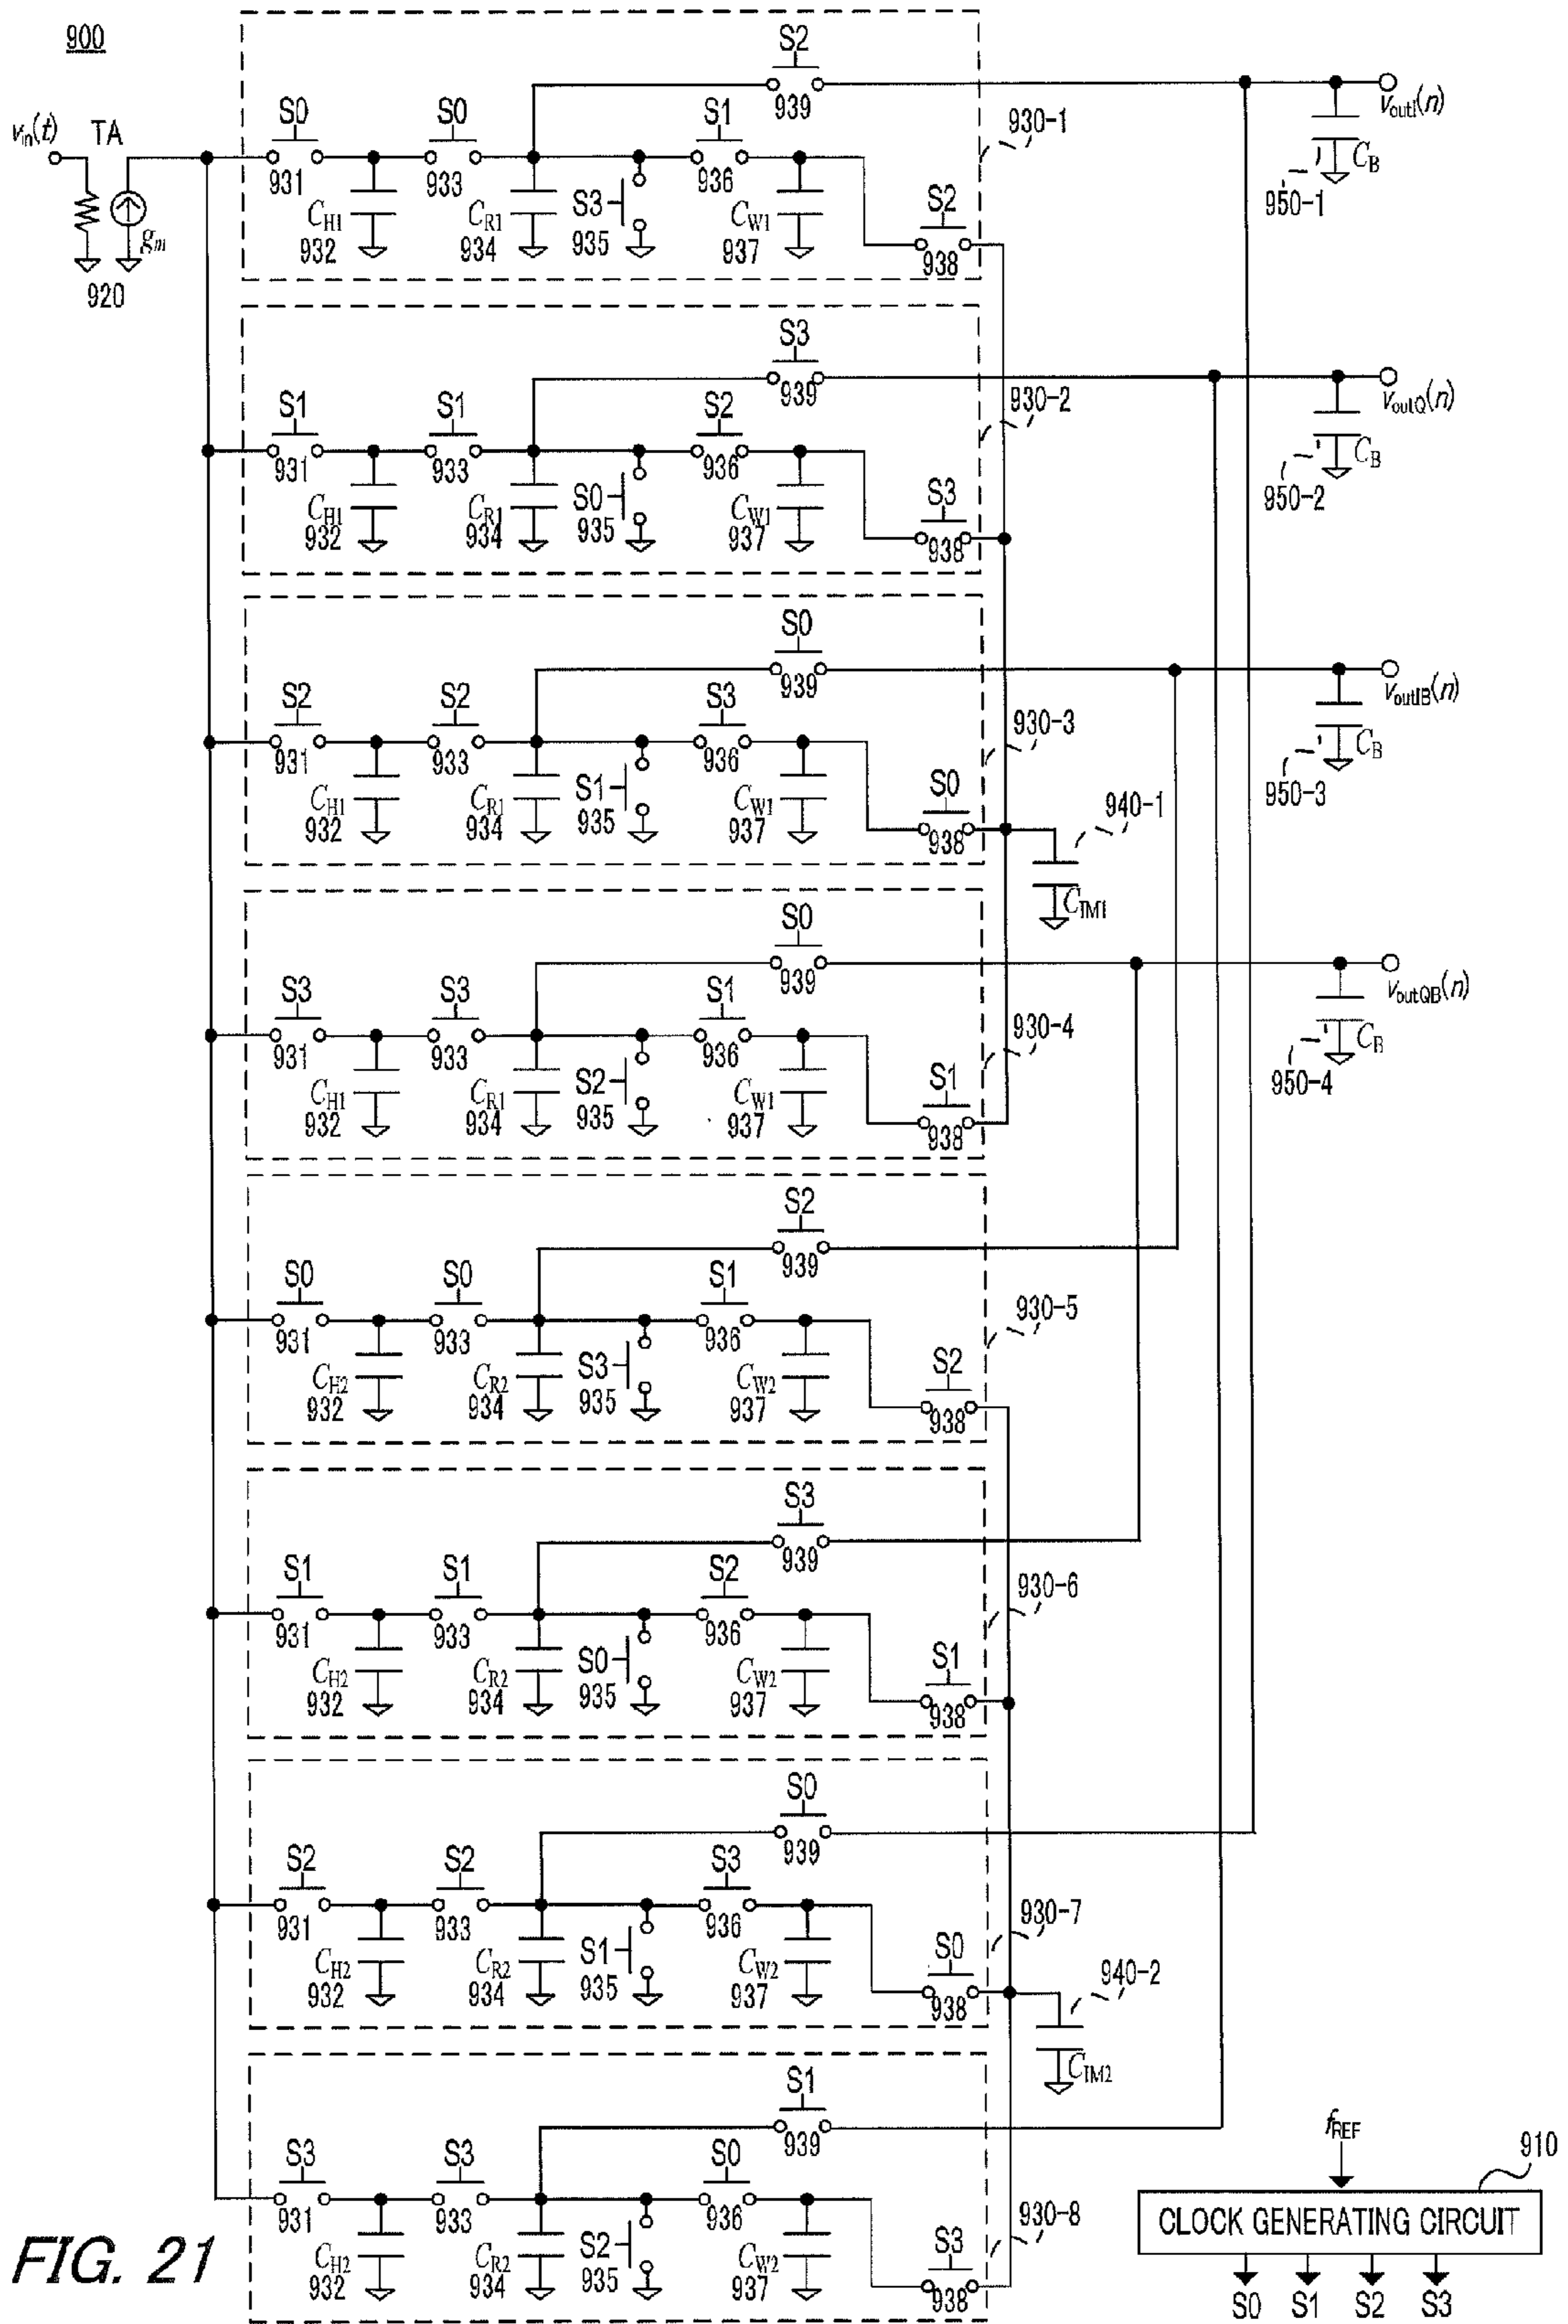 900
S2
939
930-1
v_outI(n)
C_B
950-1
v_in(t) TA
S0 S0 S1
931 933 936
g_m
920
C_H1 C_R1 S3 C_W1 S2
932 934 935 937 938
S3
939
930-2
v_outQ(n)
C_B
950-2
S1 S1 S2
931 933 936
C_H1 C_R1 S0 C_W1 S3
932 934 935 937 938
S0
939
930-3
v_outIB(n)
C_B
950-3
S2 S2 S3
931 933 936
C_H1 C_R1 S1 C_W1 S0
932 934 935 937 938
940-1
C_IM1
S0
939
930-4
v_outQB(n)
C_B
950-4
S3 S3 S1
931 933 936
C_H1 C_R1 S2 C_W1 S1
932 934 935 937 938
S2
939
930-5
S0 S0 S1
931 933 936
C_H2 C_R2 S3 C_W2 S2
932 934 935 937 938
S3
939
930-6
S1 S1 S2
931 933 936
C_H2 C_R2 S0 C_W2 S1
932 934 935 937 938
S0
939
930-7
S2 S2 S3
931 933 936
C_H2 C_R2 S1 C_W2 S0
932 934 935 937 938
940-2
C_IM2
S1
939
930-8
S3 S3 S0
931 933 936
C_H2 C_R2 S2 C_W2 S3
932 934 935 937 938
f_REF
910
CLOCK GENERATING CIRCUIT
S0 S1 S2 S3
FIG. 21